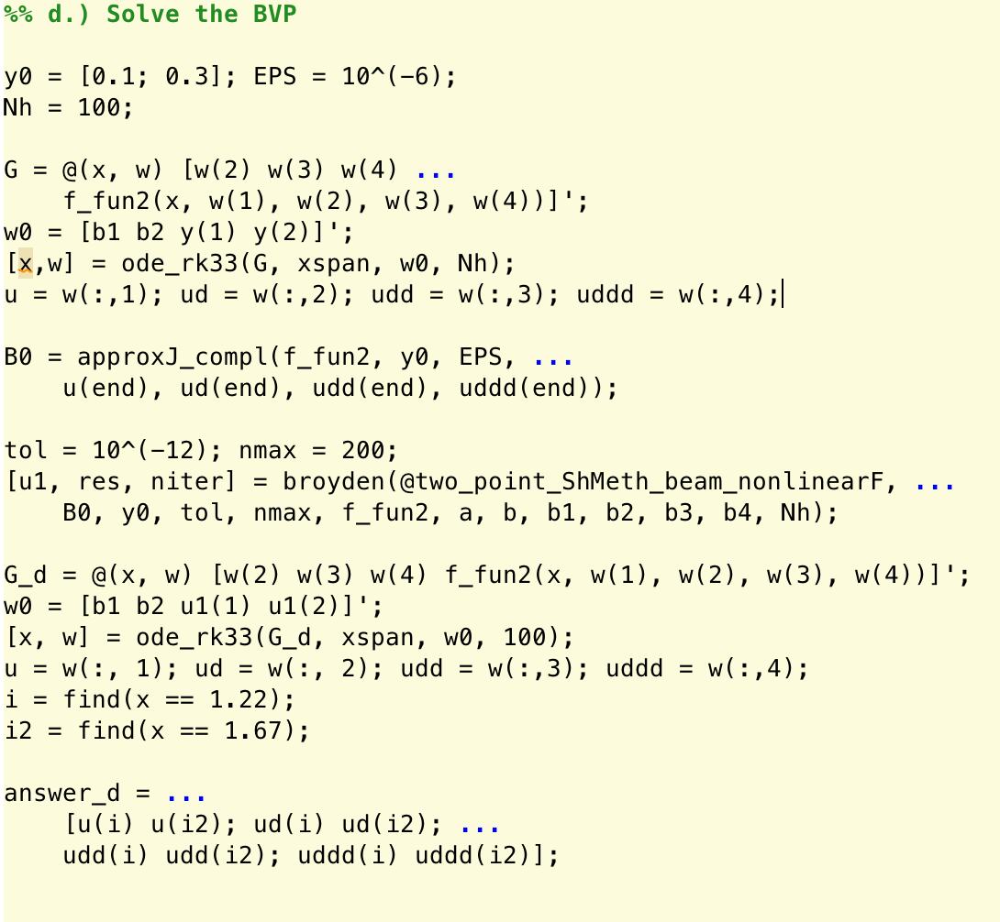 %% d.) Solve the BVP
y0 = [0.1; 0.3]; EPS = 10^(-6);
Nh = 100;
G = @(x, w) [w(2) w(3) w(4) ...
f_fun2(x, w(1), w(2), w(3), w(4))]';
w0 = [b1 b2 y(1) y(2)]';
[x,w] = ode_rk33(G, xspan, w0, Nh);
u = w(:,1); ud = w(:,2); udd = w(:,3); uddd = w(:,4);
B0 = approxJ_compl(f_fun2, y0, EPS, ...
u(end), ud(end), udd(end), uddd(end));
tol = 10^(-12); nmax = 200;
[u1, res, niter] = broyden(@two_point_ShMeth_beam_nonlinearF, ...
B0, y0, tol, nmax, f_fun2, a, b, b1, b2, b3, b4, Nh);
G_d = @(x, w) [w(2) w(3) w(4) f_fun2(x, w(1), w(2), w(3), w(4))]';
w0 = [b1 b2 u1(1) u1(2)]';
[x, w] = ode_rk33(G_d, xspan, w0, 100);
u = w(:, 1); ud = w(:, 2); udd = w(:,3); uddd = w(:,4);
i = find(x == 1.22);
i2 = find(x == 1.67);
answer_d = ...
[u(i) u(i2); ud(i) ud(i2); ...
udd(i) udd(i2); uddd(i) uddd(i2)];